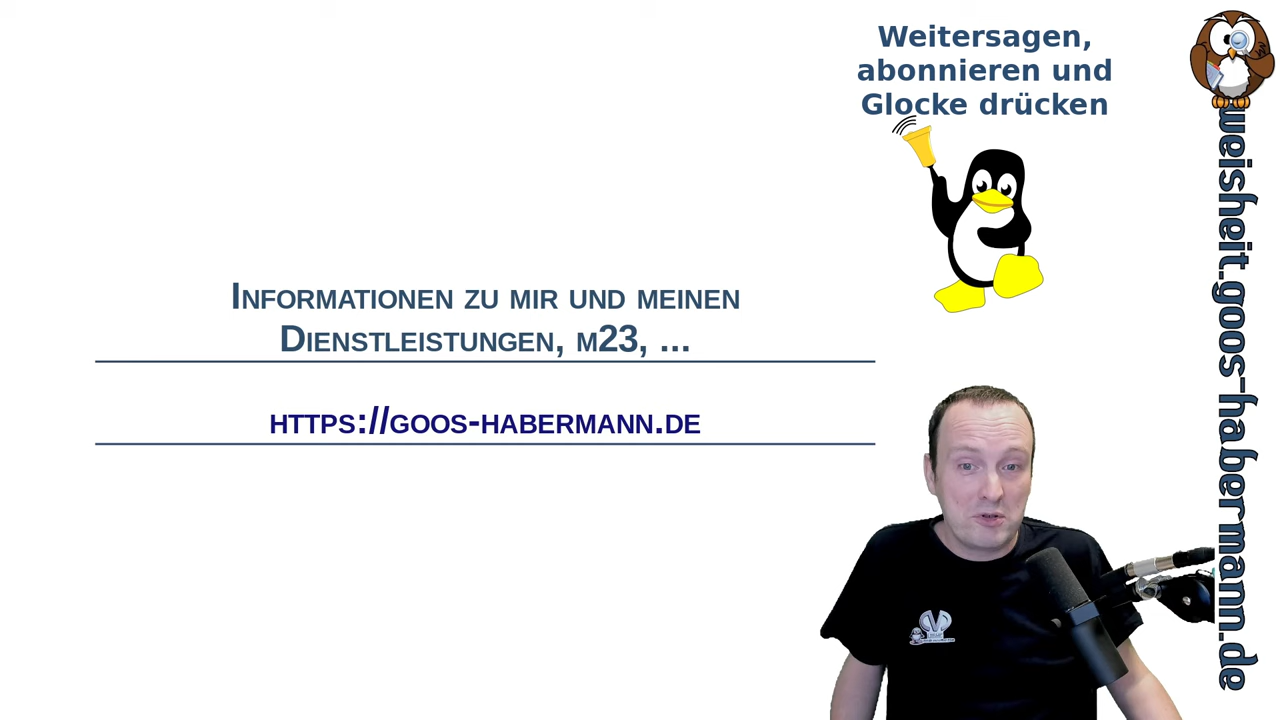 Weitersagen,
abonnieren und
Glocke drücken
Informationen zu mir und meinen
Dienstleistungen, m23, ...
https://goos-habermann.de
weisheit.goos-habermann.de